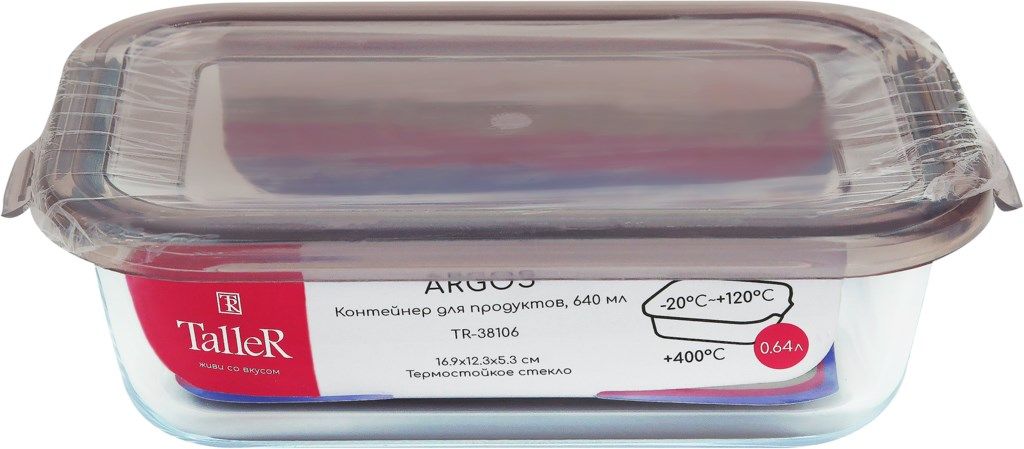 ARGOS
Контейнер для продуктов, 640 мл
TR-38106
16.9x12.3x5.3 см
Термостойкое стекло
TR
TalleR
живи со вкусом
-20°C~+120°C
+400°C
0.64л